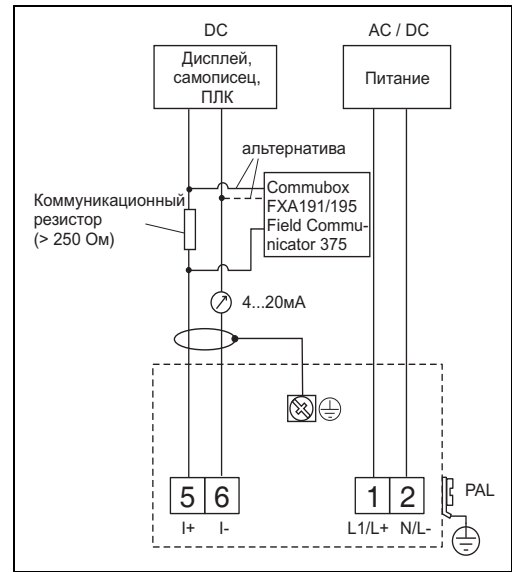 DC
AC / DC
Дисплей,
самописец,
ПЛК
Питание
альтернатива
Commubox
FXA191/195
Field Commu-
nicator 375
Коммуникационный
резистор
(> 250 Ом)
4...20мА
5 6
1 2
I+ I-
L1/L+ N/L-
PAL